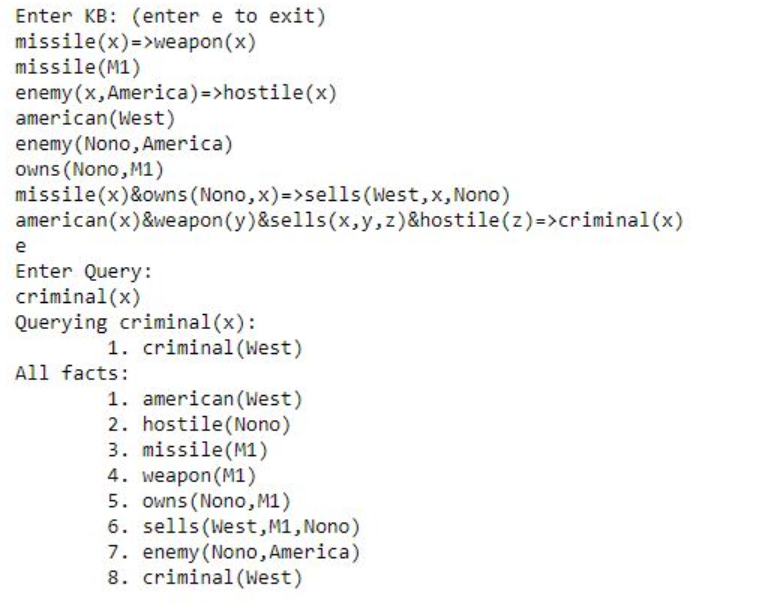 Enter KB: (enter e to exit)
missile(x)=>weapon(x)
missile(M1)
enemy(x,America)=>hostile(x)
american(West)
enemy(Nono,America)
owns(Nono,M1)
missile(x)&owns(Nono,x)=>sells(West,x,Nono)
american(x)&weapon(y)&sells(x,y,z)&hostile(z)=>criminal(x)
e
Enter Query:
criminal(x)
Querying criminal(x):
1. criminal(West)
All facts:
1. american(West)
2. hostile(Nono)
3. missile(M1)
4. weapon(M1)
5. owns(Nono,M1)
6. sells(West,M1,Nono)
7. enemy(Nono,America)
8. criminal(West)